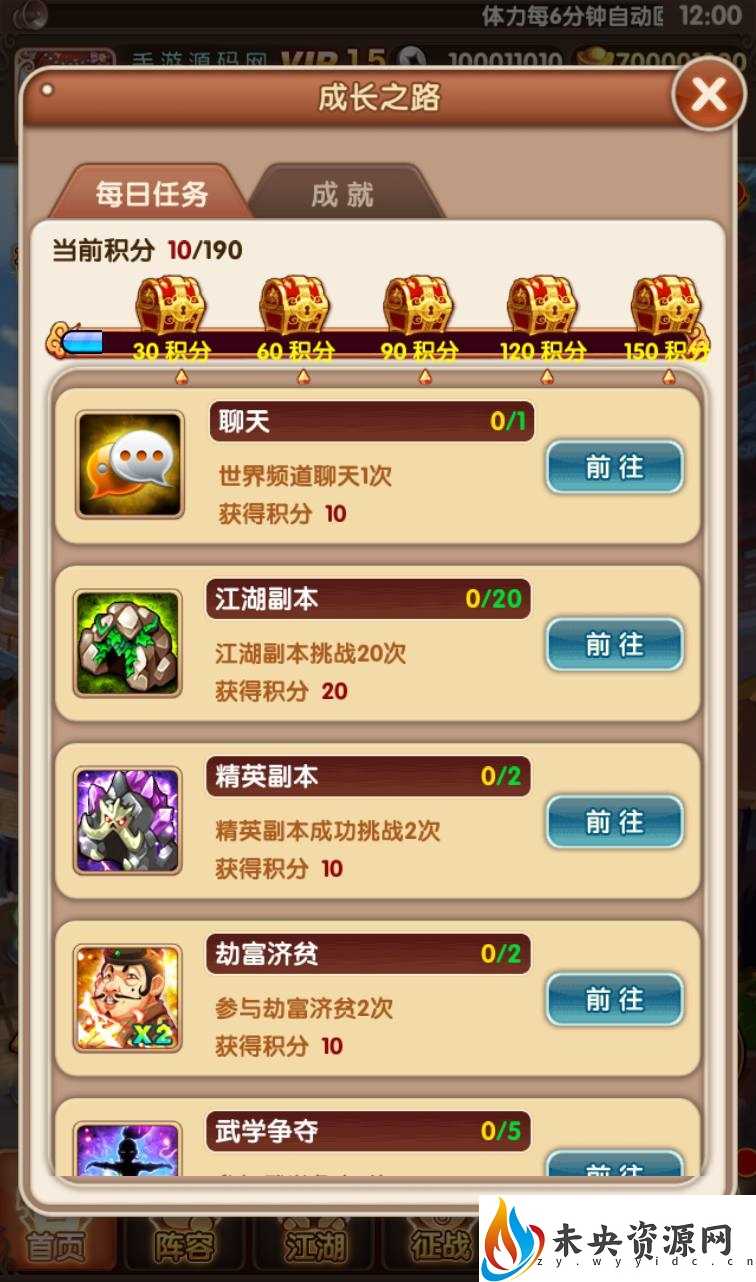 体力每6分钟自动 12:00
手游源码网 VIP 15 100011010
成长之路
每日任务 成就
当前积分 10/190
30 积分 60 积分 90 积分 120 积分 150 积分
聊天 0/1
世界频道聊天1次
获得积分 10
前往
江湖副本 0/20
江湖副本挑战20次
获得积分 20
前往
精英副本 0/2
精英副本成功挑战2次
获得积分 10
前往
劫富济贫 0/2
参与劫富济贫2次
获得积分 10
X2
前往
武学争夺 0/5
前往
首页 阵容 江湖 征战
未央资源网
zy.wyyidc.cn